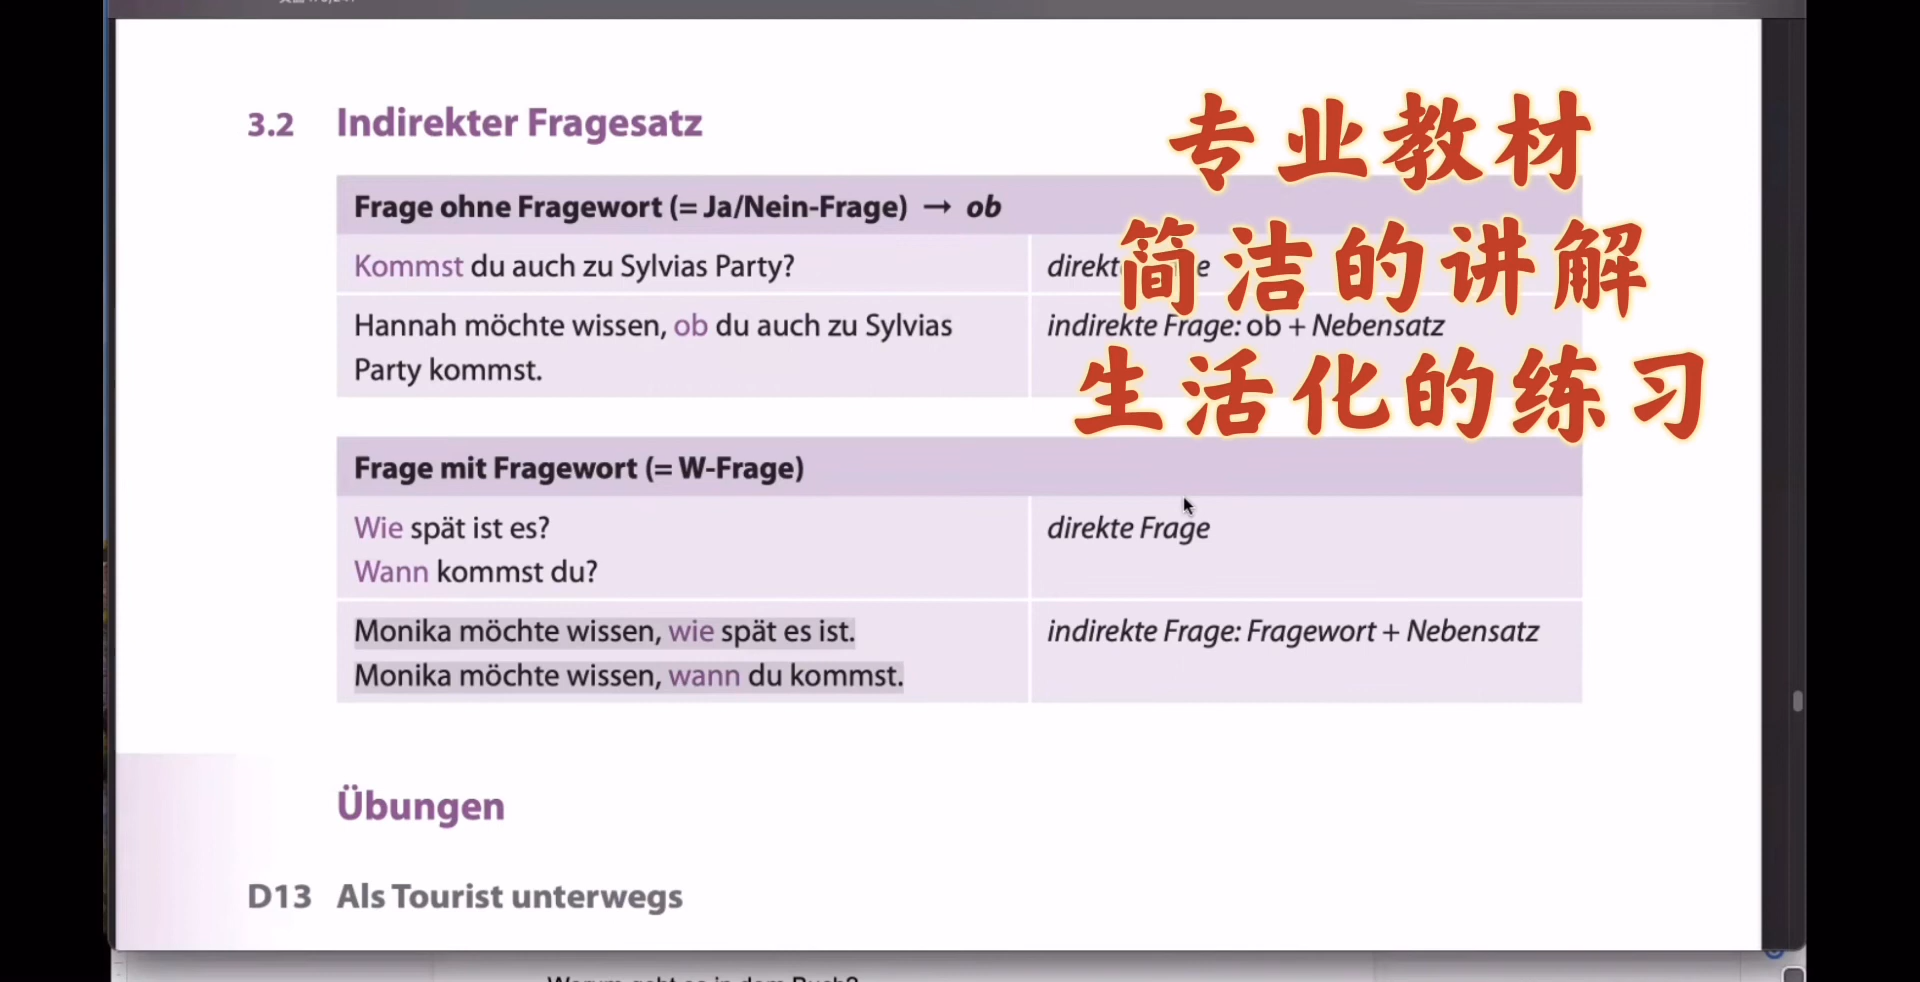 3.2 Indirekter Fragesatz
专业教材
简洁的讲解
生活化的练习
Frage ohne Fragewort (= Ja/Nein-Frage) → ob
Kommst du auch zu Sylvias Party?
Hannah möchte wissen, ob du auch zu Sylvias
Party kommst.
indirekte Frage: ob + Nebensatz
Frage mit Fragewort (= W-Frage)
Wie spät ist es?
Wann kommst du?
direkte Frage
Monika möchte wissen, wie spät es ist.
Monika möchte wissen, wann du kommst.
indirekte Frage: Fragewort + Nebensatz
Übungen
D13 Als Tourist unterwegs